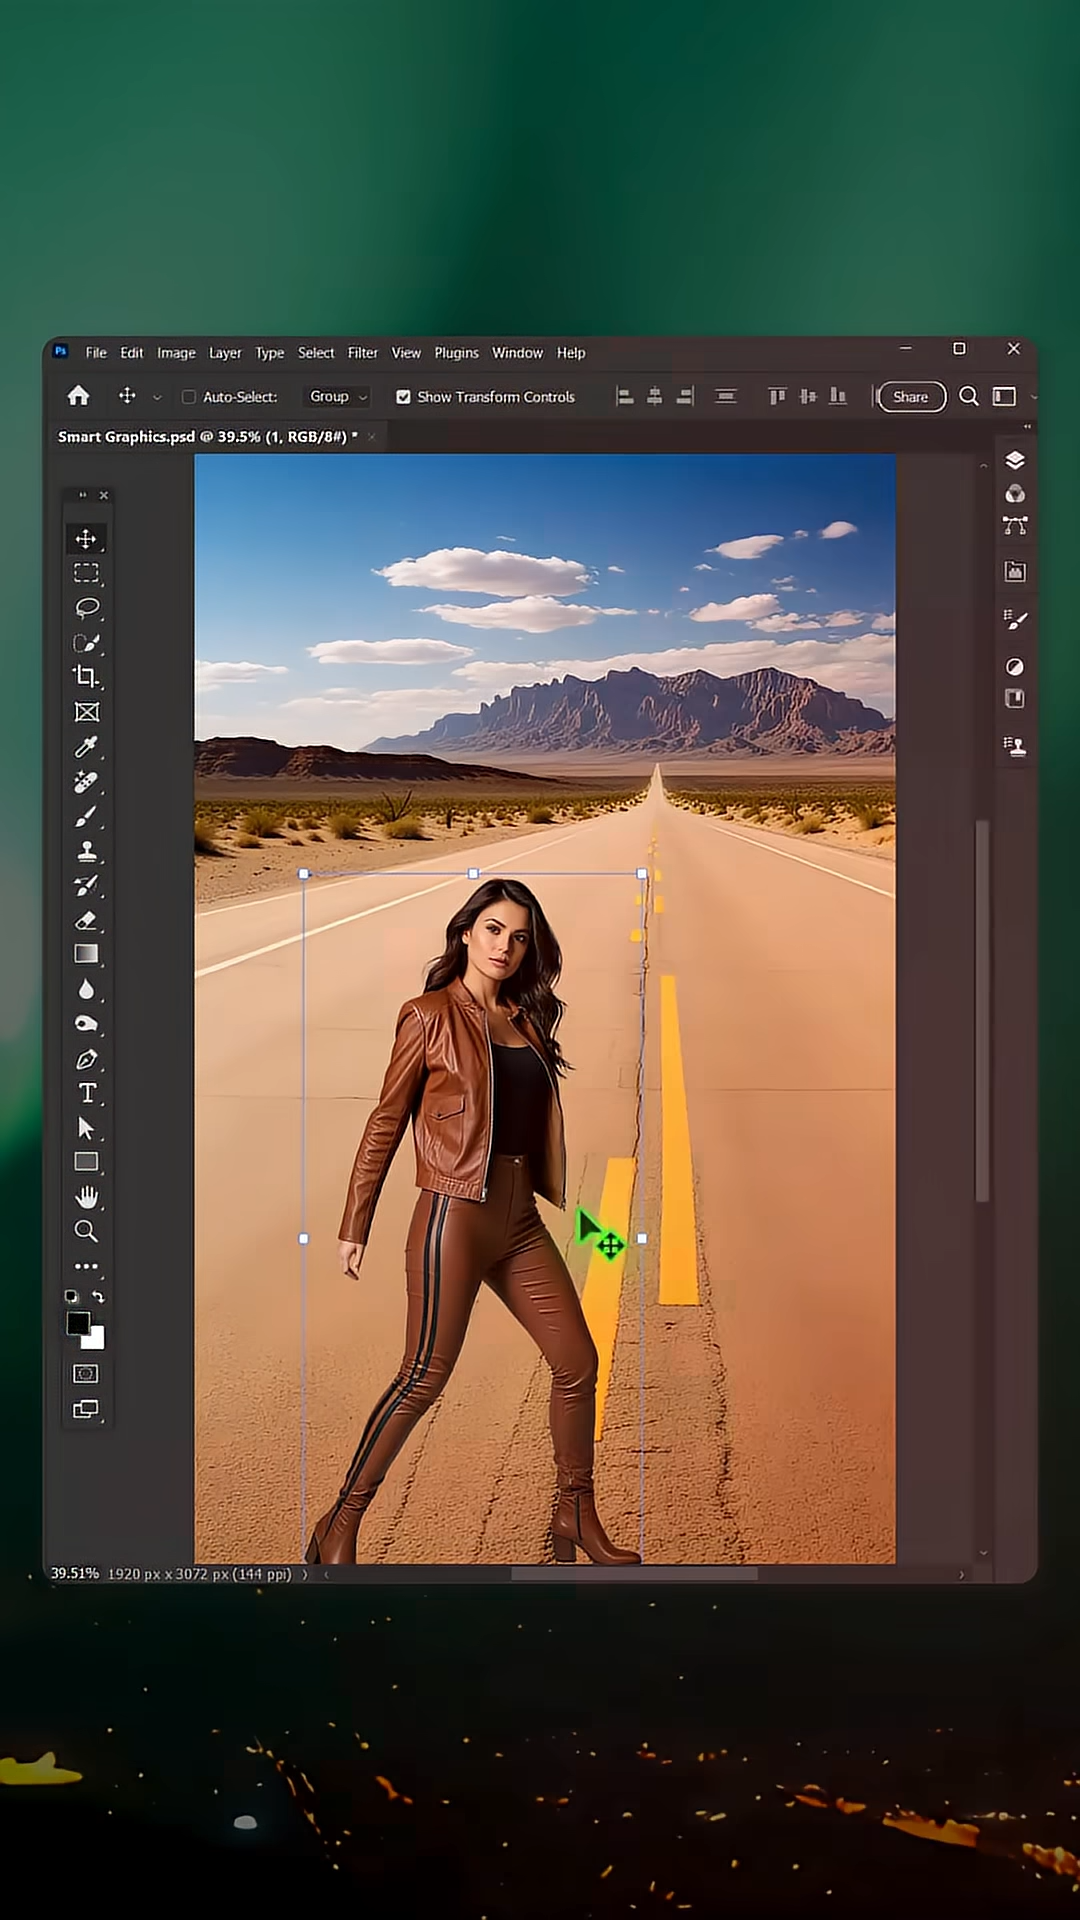 Ps File Edit Image Layer Type Select Filter View Plugins Window Help
Auto-Select: Group Show Transform Controls Share
Smart Graphics.psd @ 39.5% (1, RGB/8#) *
T
39.51% 1920 px x 3072 px (144 ppi)